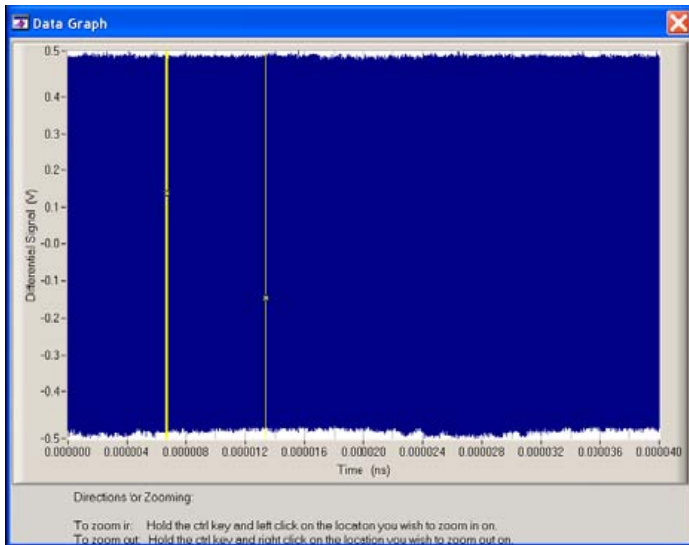 Data Graph
0.5-
0.4-
0.3-
0.2-
0.1-
-0.0-
-0.1-
-0.2-
-0.3-
-0.4-
-0.5-
Differential Signal (V)
0.000000 0.000004 0.000008 0.000012 0.000016 0.000020 0.000024 0.000028 0.000032 0.000036 0.000040
Time (ns)
Directions for Zooming:
To zoom in: Hold the ctrl key and left click on the location you wish to zoom in on.
To zoom out: Hold the ctrl key and right click on the location you wish to zoom out on.